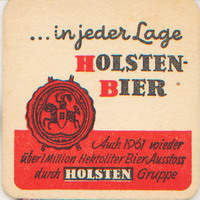 ... in jeder Lage
HOLSTEN-
BIER
Auch 1961 wieder
über 1 Million Hektoliter Bier Ausstoss
durch HOLSTEN Gruppe